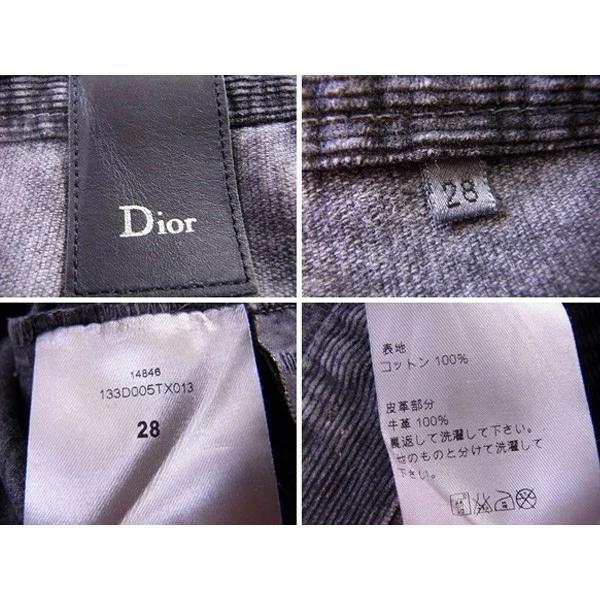 Dior
28
14846
133D005TX013
28
表地
コットン 100%
皮革部分
牛革 100%
裏返して洗濯して下さい。
他のものと分けて洗濯して
下さい。